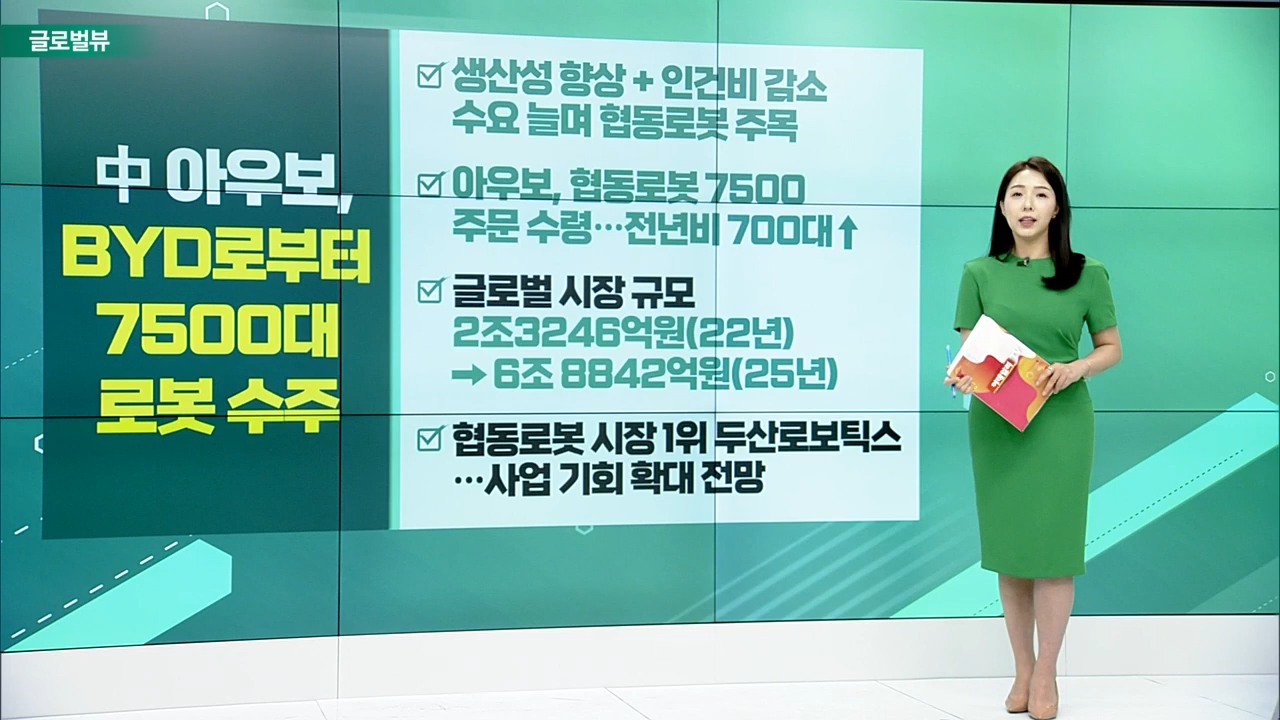 글로벌뷰
中 아우보,
BYD로부터
7500대
로봇 수주
생산성 향상 + 인건비 감소
수요 늘며 협동로봇 주목
아우보, 협동로봇 7500
주문 수령…전년비 700대↑
글로벌 시장 규모
2조3246억원(22년)
→ 6조 8842억원(25년)
협동로봇 시장 1위 두산로보틱스
…사업 기회 확대 전망